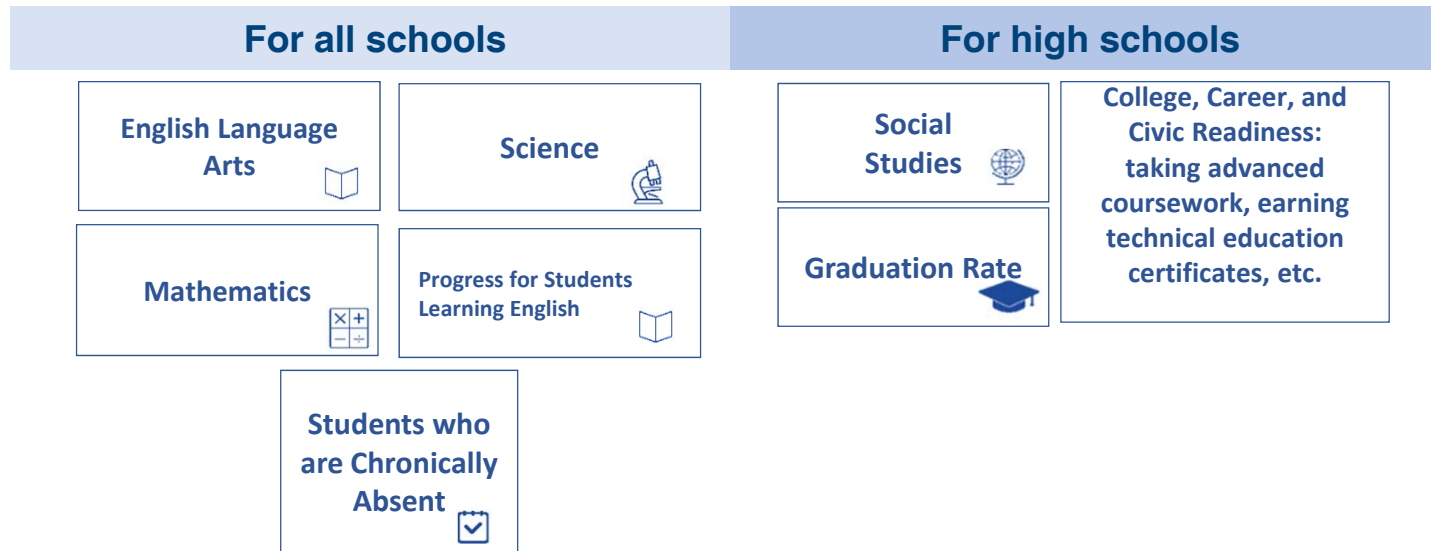 For all schools
For high schools
English Language
Arts
Science
Mathematics
Progress for Students
Learning English
Students who
are Chronically
Absent
Social
Studies
Graduation Rate
College, Career, and
Civic Readiness:
taking advanced
coursework, earning
technical education
certificates, etc.